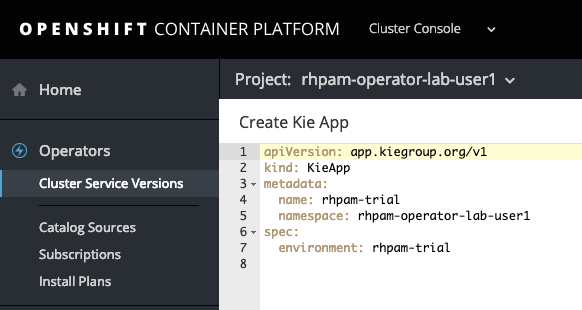 OPENSHIFT CONTAINER PLATFORM
Cluster Console
Home
Operators
Cluster Service Versions
Catalog Sources
Subscriptions
Install Plans
Project: rhpam-operator-lab-user1
Create Kie App
1 apiVersion: app.kiegroup.org/v1
2 kind: KieApp
3 metadata:
4 name: rhpam-trial
5 namespace: rhpam-operator-lab-user1
6 spec:
7 environment: rhpam-trial
8